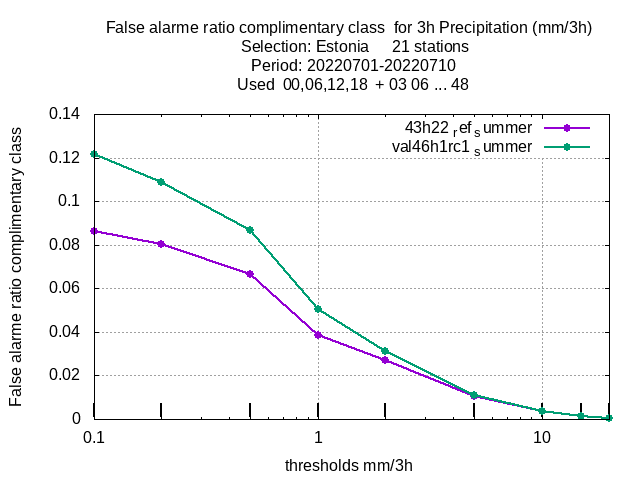 False alarme ratio complimentary class  for 3h Precipitation (mm/3h)
Selection: Estonia     21 stations
Period: 20220701-20220710
Used  00,06,12,18  + 03 06 ... 48
False alarme ratio complimentary class
0.14
0.12
0.1
0.08
0.06
0.04
0.02
0
43h22 ref summer
val46h1rc1 summer
0.1
1
10
thresholds mm/3h